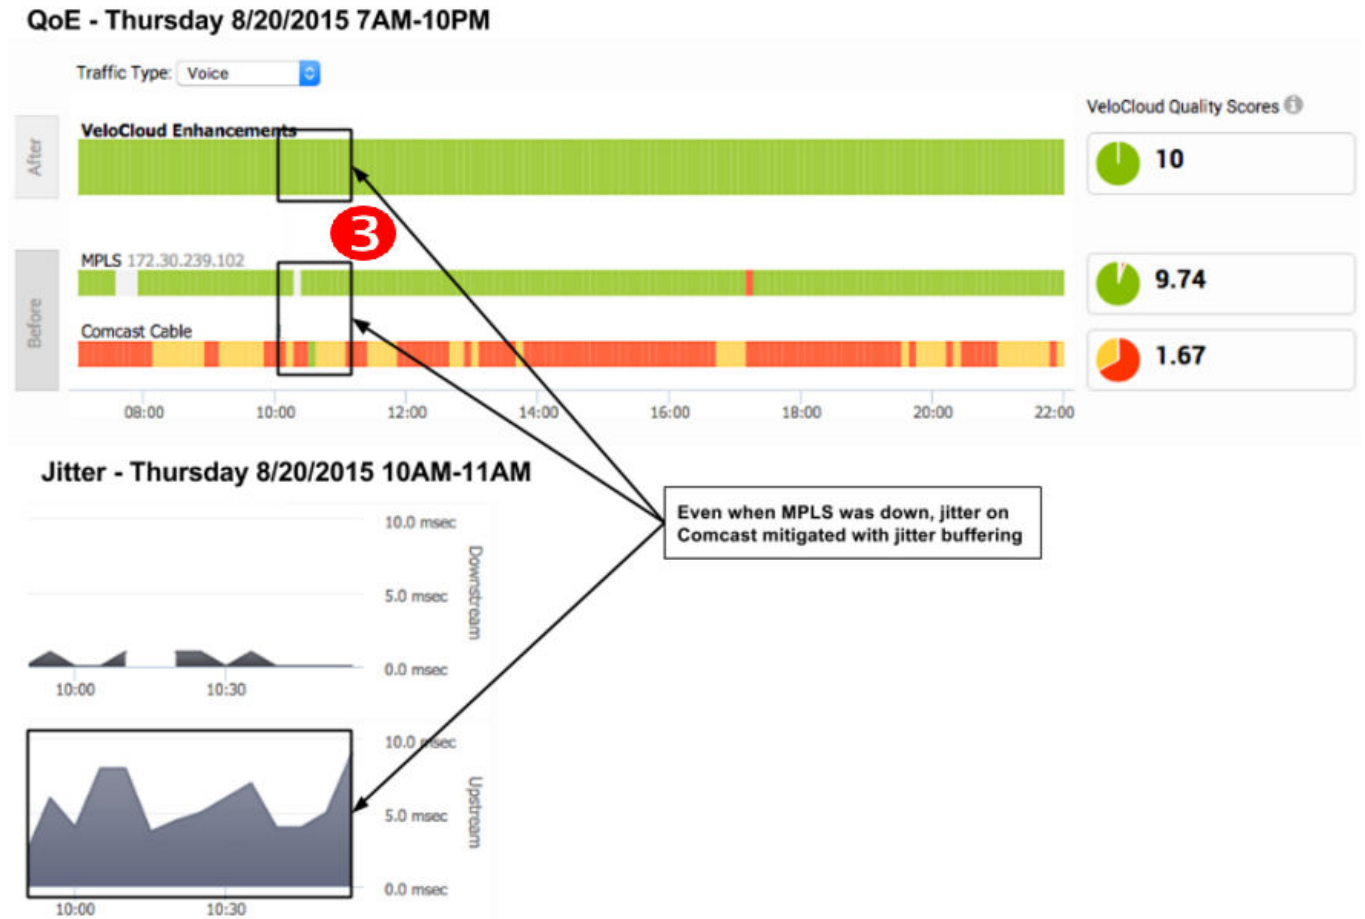 QoE - Thursday 8/20/2015 7AM-10PM
Traffic Type: Voice
VeloCloud Quality Scores i
After
VeloCloud Enhancements
10
3
Before
MPLS 172.30.239.102
9.74
Comcast Cable
1.67
08:00 10:00 12:00 14:00 16:00 18:00 20:00 22:00
Jitter - Thursday 8/20/2015 10AM-11AM
Even when MPLS was down, jitter on
Comcast mitigated with jitter buffering
10.0 msec
5.0 msec
0.0 msec
Downstream
10:00 10:30
10.0 msec
5.0 msec
0.0 msec
Upstream
10:00 10:30